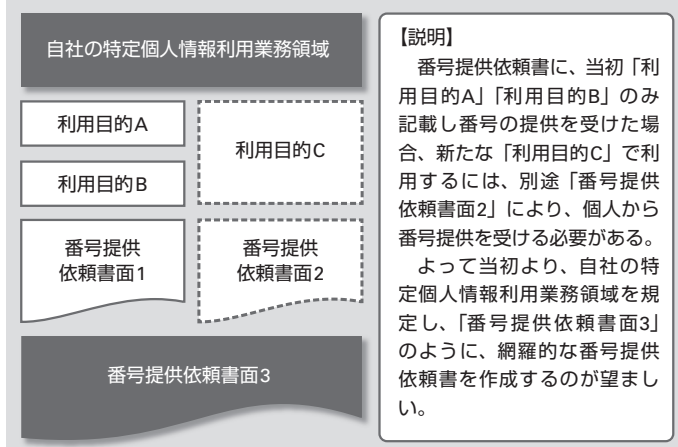 自社の特定個人情報利用業務領域
利用目的A
利用目的B
利用目的C
番号提供
依頼書面1
番号提供
依頼書面2
番号提供依頼書面3
【説明】
番号提供依頼書に、当初「利
用目的A」「利用目的B」のみ
記載し番号の提供を受けた場
合、新たな「利用目的C」で利
用するには、別途「番号提供
依頼書面2」により、個人から
番号提供を受ける必要がある。
よって当初より、自社の特
定個人情報利用業務領域を規
定し、「番号提供依頼書面3」
のように、網羅的な番号提供
依頼書を作成するのが望まし
い。